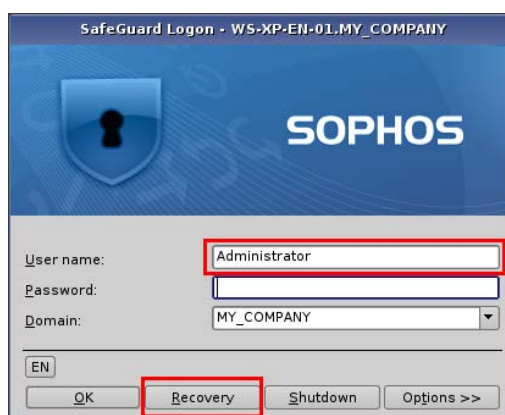 SafeGuard Logon - WS-XP-EN-01.MY_COMPANY
SOPHOS
User name: Administrator
Password:
Domain: MY_COMPANY
EN
OK Recovery Shutdown Options >>